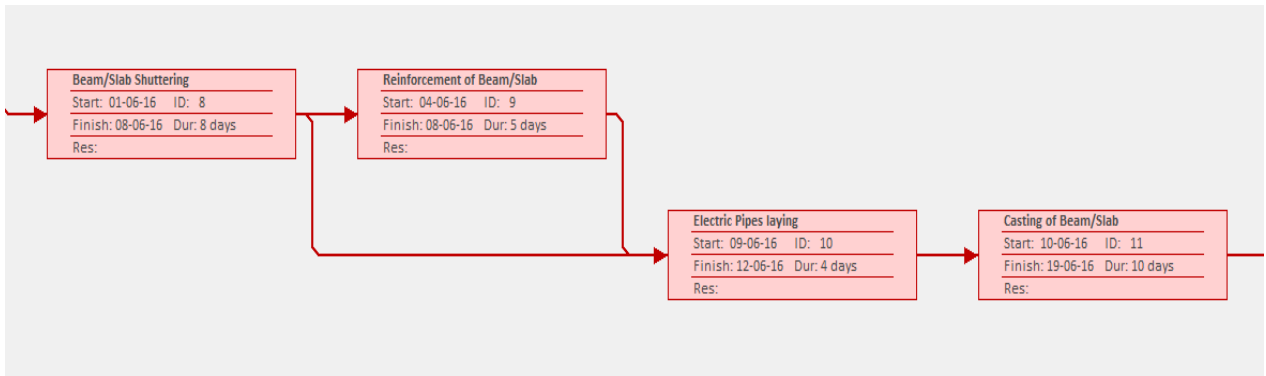 Beam/Slab Shuttering
Start: 01-06-16 ID: 8
Finish: 08-06-16 Dur: 8 days
Res:
Reinforcement of Beam/Slab
Start: 04-06-16 ID: 9
Finish: 08-06-16 Dur: 5 days
Res:
Electric Pipes laying
Start: 09-06-16 ID: 10
Finish: 12-06-16 Dur: 4 days
Res:
Casting of Beam/Slab
Start: 10-06-16 ID: 11
Finish: 19-06-16 Dur: 10 days
Res: